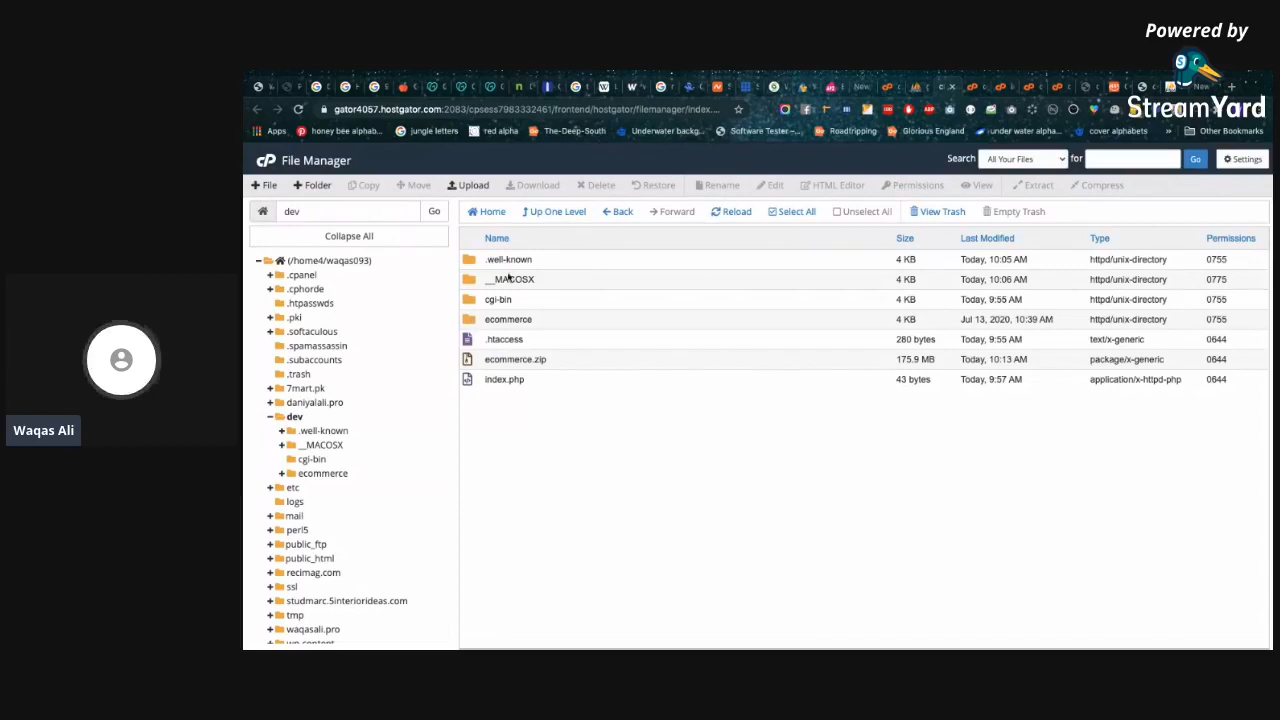 Powered by
StreamYard
gator4057.hostgator.com:2083/cpsess7983332461/frontend/hostgator/filemanager/index....
Apps honey bee alphab... jungle letters red alpha The-Deep-South Underwater backg... Software Tester –... Roadtripping Glorious England under water alpha... cover alphabets » Other Bookmarks
cP File Manager Search All Your Files for Go Settings
+ File + Folder Copy Move Upload Download Delete Restore Rename Edit HTML Editor Permissions View Extract Compress
dev Go Home Up One Level Back Forward Reload Select All Unselect All View Trash Empty Trash
Collapse All
(/home4/waqas093)
.cpanel
.cphorde
.htpasswds
.pki
.softaculous
.spamassassin
.subaccounts
.trash
7mart.pk
daniyalali.pro
dev
.well-known
__MACOSX
cgi-bin
ecommerce
etc
logs
mail
perl5
public_ftp
public_html
recimag.com
ssl
studmarc.5interiorideas.com
tmp
waqasali.pro
wp-content
Name Size Last Modified Type Permissions
.well-known 4 KB Today, 10:05 AM httpd/unix-directory 0755
__MACOSX 4 KB Today, 10:06 AM httpd/unix-directory 0775
cgi-bin 4 KB Today, 9:55 AM httpd/unix-directory 0755
ecommerce 4 KB Jul 13, 2020, 10:39 AM httpd/unix-directory 0755
.htaccess 280 bytes Today, 9:55 AM text/x-generic 0644
ecommerce.zip 175.9 MB Today, 10:13 AM package/x-generic 0644
index.php 43 bytes Today, 9:57 AM application/x-httpd-php 0644
Waqas Ali